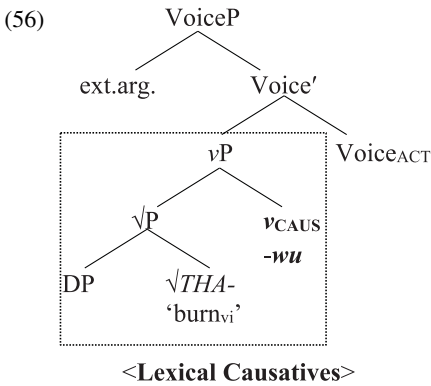 (56) VoiceP
ext.arg. Voice′
vP VoiceACT
√P vCAUS
-wu
DP √THA-
‘burnvi’
<Lexical Causatives>